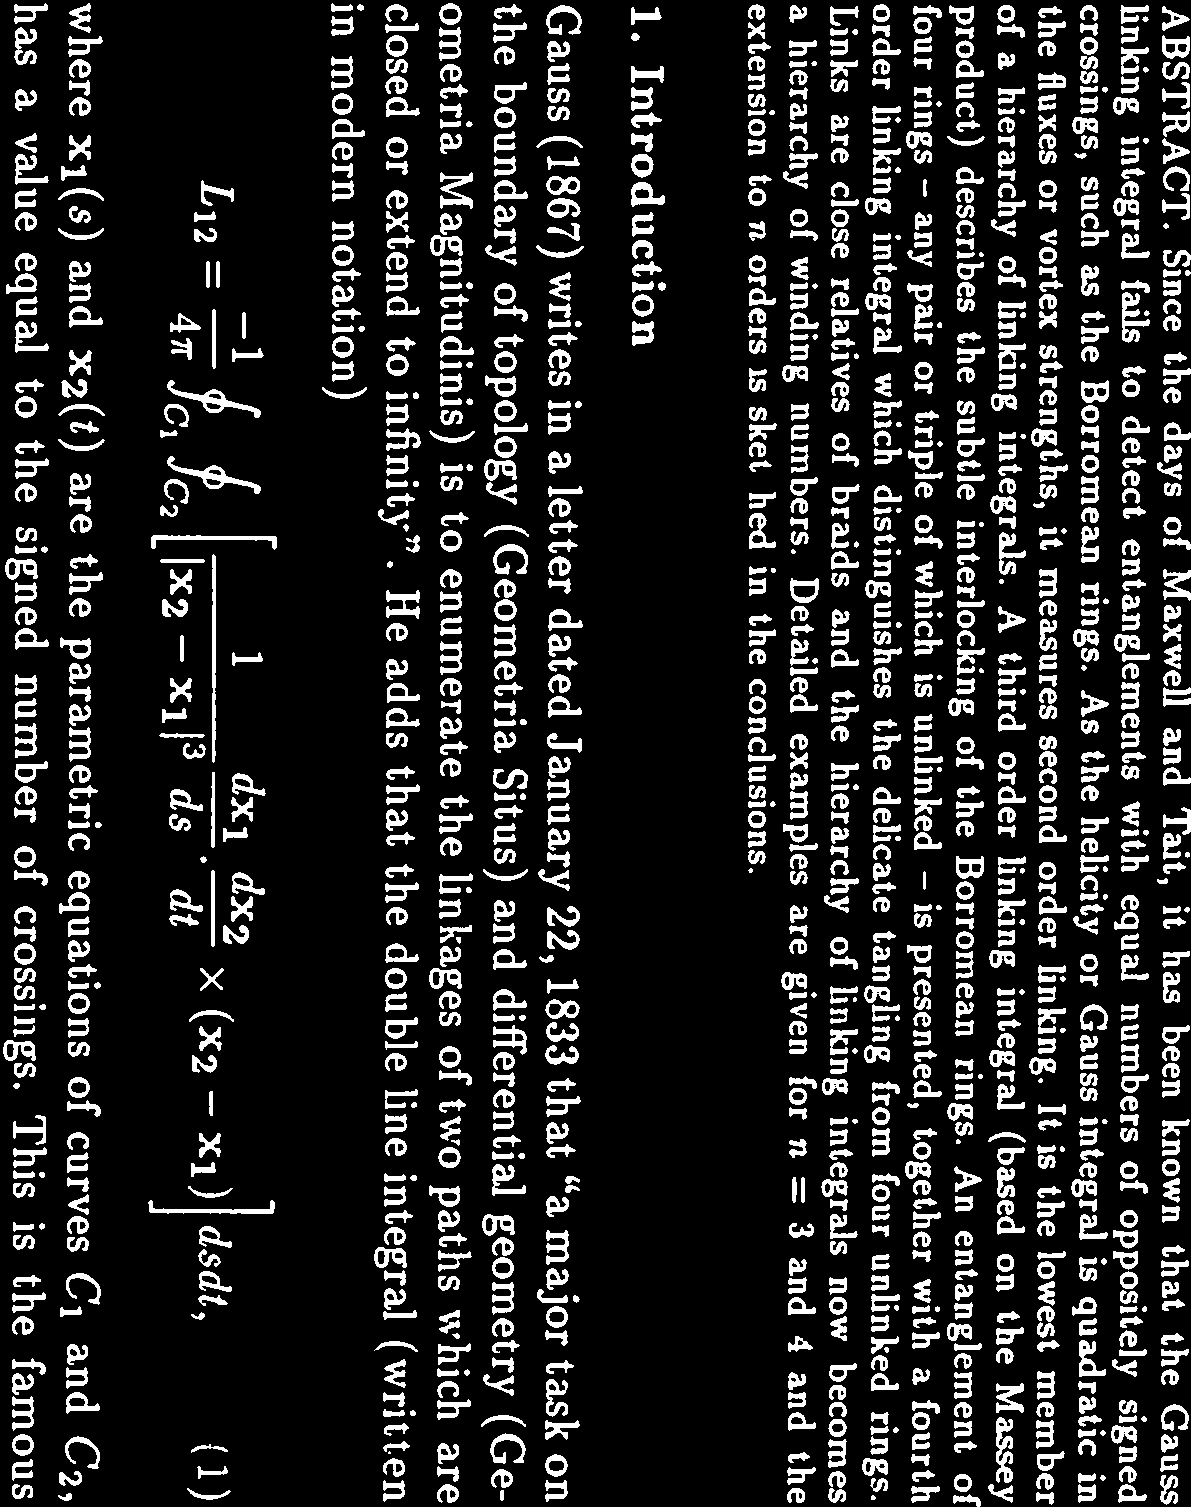 ABSTRACT. Since the days of Maxwell and Tait, it has been known that the Gauss
linking integral fails to detect entanglements with equal numbers of oppositely signed
crossings, such as the Borromean rings. As the helicity or Gauss integral is quadratic in
the fluxes or vortex strengths, it measures second order linking. It is the lowest member
of a hierarchy of linking integrals. A third order linking integral (based on the Massey
product) describes the subtle interlocking of the Borromean rings. An entanglement of
four rings – any pair or triple of which is unlinked – is presented, together with a fourth
order linking integral which distinguishes the delicate tangling from four unlinked rings.
Links are close relatives of braids and the hierarchy of linking integrals now becomes
a hierarchy of winding numbers. Detailed examples are given for n = 3 and 4 and the
extension to n orders is sket hed in the conclusions.
1. Introduction
Gauss (1867) writes in a letter dated January 22, 1833 that “a major task on
the boundary of topology (Geometria Situs) and differential geometry (Ge-
ometria Magnitudinis) is to enumerate the linkages of two paths which are
closed or extend to infinity”. He adds that the double line integral (written
in modern notation)
L₁₂ = −1/4π ∮C₁ ∮C₂ [ 1/|x₂ − x₁|³ dx₁/ds · dx₂/dt × (x₂ − x₁) ] dsdt, (1)
where x₁(s) and x₂(t) are the parametric equations of curves C₁ and C₂,
has a value equal to the signed number of crossings. This is the famous